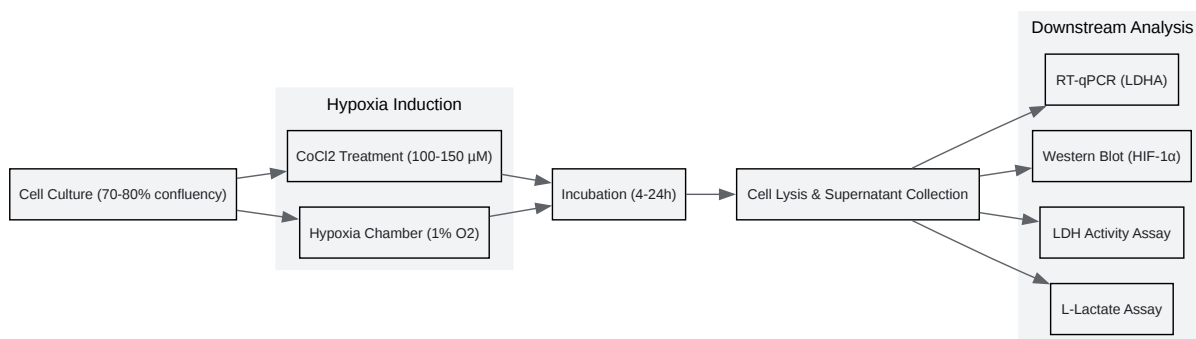 Cell Culture (70-80% confluency)
Hypoxia Induction
CoCl2 Treatment (100-150 µM)
Hypoxia Chamber (1% O2)
Incubation (4-24h)
Cell Lysis & Supernatant Collection
Downstream Analysis
RT-qPCR (LDHA)
Western Blot (HIF-1α)
LDH Activity Assay
L-Lactate Assay